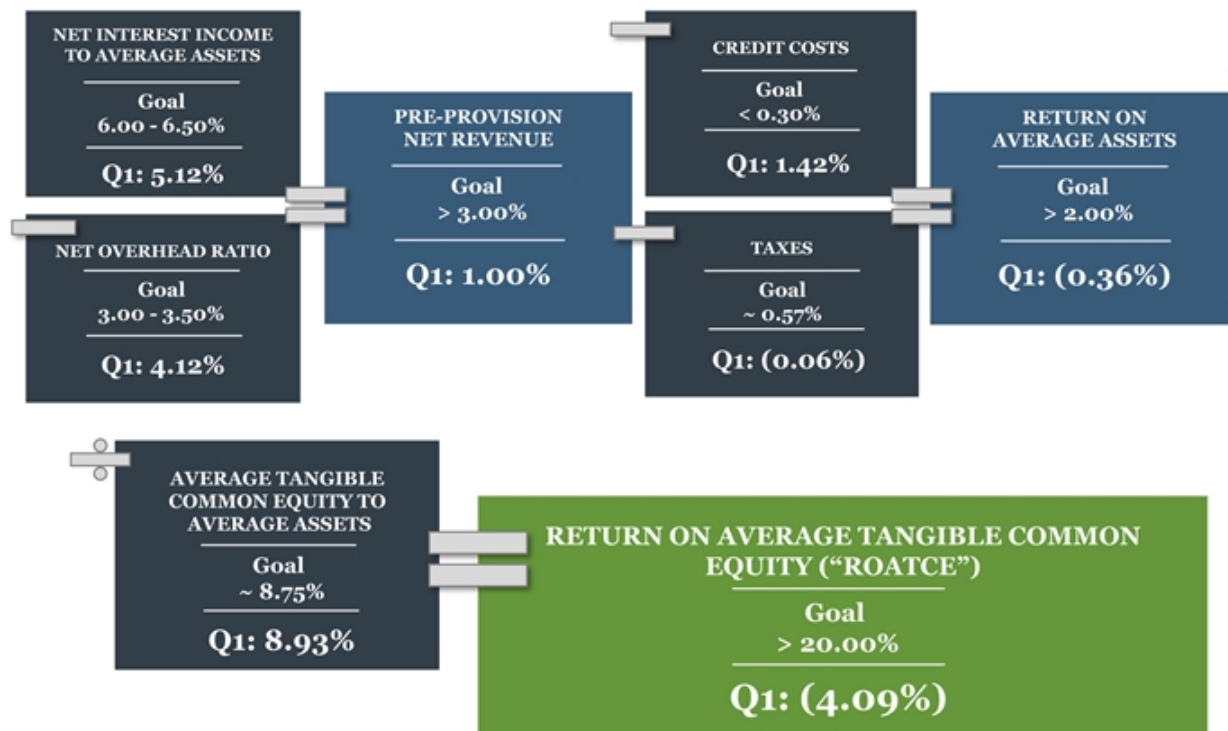 NET INTEREST INCOME
TO AVERAGE ASSETS
Goal
6.00 - 6.50%
Q1: 5.12%
NET OVERHEAD RATIO
Goal
3.00 - 3.50%
Q1: 4.12%
PRE-PROVISION
NET REVENUE
Goal
> 3.00%
Q1: 1.00%
CREDIT COSTS
Goal
< 0.30%
Q1: 1.42%
TAXES
Goal
~ 0.57%
Q1: (0.06%)
RETURN ON
AVERAGE ASSETS
Goal
> 2.00%
Q1: (0.36%)
AVERAGE TANGIBLE
COMMON EQUITY TO
AVERAGE ASSETS
Goal
~ 8.75%
Q1: 8.93%
RETURN ON AVERAGE TANGIBLE COMMON
EQUITY (“ROATCE”)
Goal
> 20.00%
Q1: (4.09%)